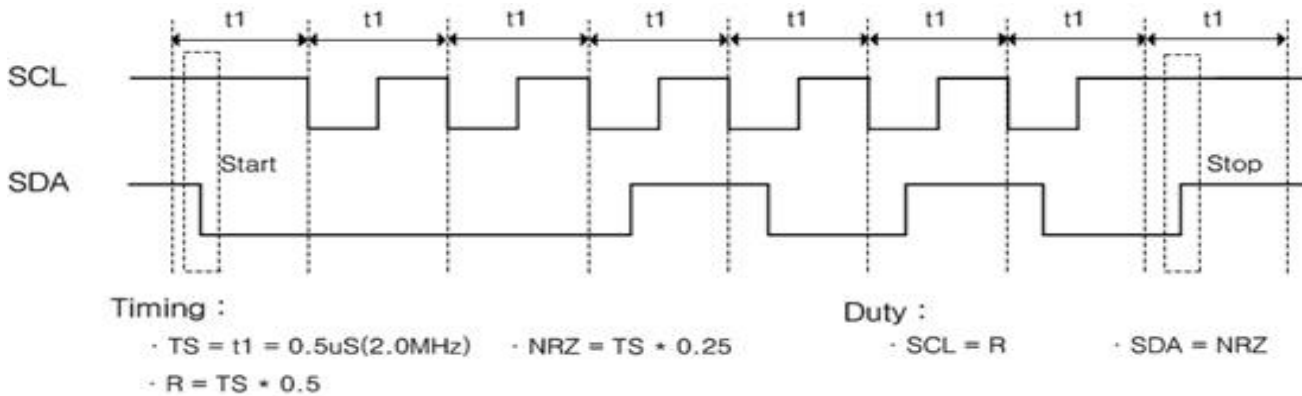 t1 t1 t1 t1 t1 t1 t1 t1
SCL
Start
Stop
SDA
Timing :
Duty :
· TS = t1 = 0.5uS(2.0MHz) · NRZ = TS * 0.25
· SCL = R · SDA = NRZ
· R = TS * 0.5